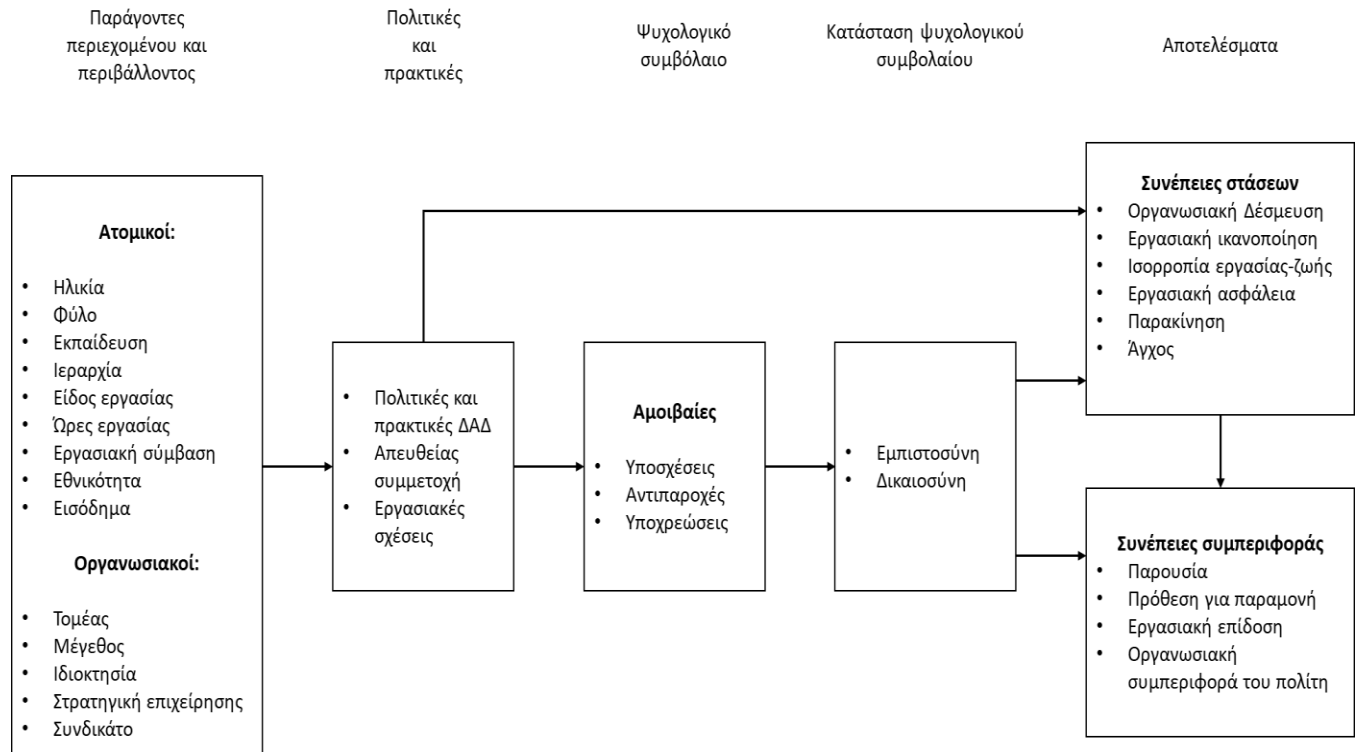 Παράγοντες
περιεχομένου και
περιβάλλοντος
Πολιτικές
και
πρακτικές
Ψυχολογικό
συμβόλαιο
Κατάσταση ψυχολογικού
συμβολαίου
Αποτελέσματα
Ατομικοί:
• Ηλικία
• Φύλο
• Εκπαίδευση
• Ιεραρχία
• Είδος εργασίας
• Ώρες εργασίας
• Εργασιακή σύμβαση
• Εθνικότητα
• Εισόδημα
Οργανωσιακοί:
• Τομέας
• Μέγεθος
• Ιδιοκτησία
• Στρατηγική επιχείρησης
• Συνδικάτο
• Πολιτικές και
πρακτικές ΔΑΔ
• Απευθείας
συμμετοχή
• Εργασιακές
σχέσεις
Αμοιβαίες
• Υποσχέσεις
• Αντιπαροχές
• Υποχρεώσεις
• Εμπιστοσύνη
• Δικαιοσύνη
Συνέπειες στάσεων
• Οργανωσιακή Δέσμευση
• Εργασιακή ικανοποίηση
• Ισορροπία εργασίας-ζωής
• Εργασιακή ασφάλεια
• Παρακίνηση
• Άγχος
Συνέπειες συμπεριφοράς
• Παρουσία
• Πρόθεση για παραμονή
• Εργασιακή επίδοση
• Οργανωσιακή
συμπεριφορά του πολίτη